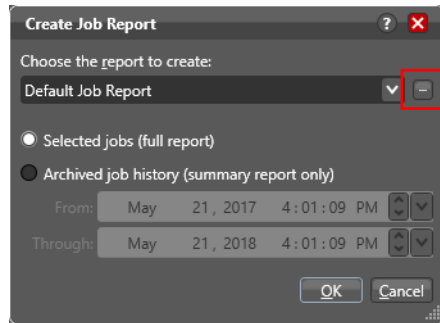 Create Job Report ?
Choose the report to create:
Default Job Report
Selected jobs (full report)
Archived job history (summary report only)
From: May 21, 2017 4:01:09 PM
Through: May 21, 2018 4:01:09 PM
OK Cancel